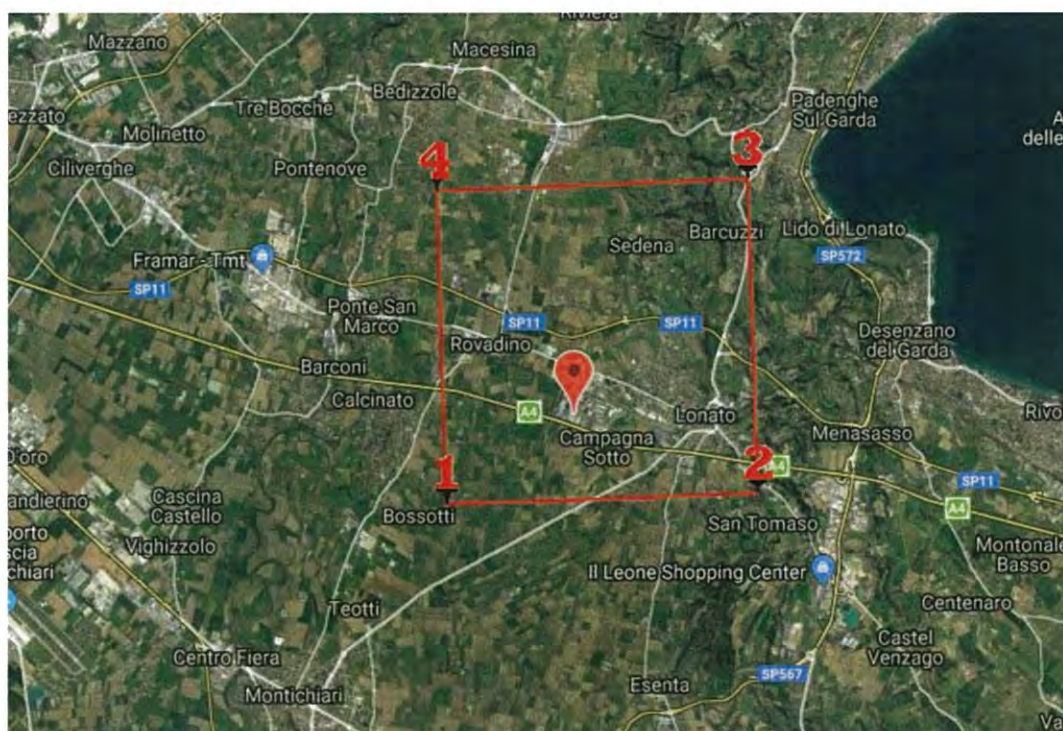 Riviera
Mazzano
Macesina
Bedizzole
Tre Bocche
Padenghe
Sul Garda
ezzato
Molinetto
A
delle
Ciliverghe
Pontenove
4
3
Sedena
Barcuzzi
Lido di Lonato
Framar - Tmt
SP572
SP11
Ponte San
Marco
SP11
SP11
Desenzano
del Garda
Rovadino
Barconi
Calcinato
A4
Lonato
Rivo
Campagna
Sotto
Menasasso
D'oro
1
2
A4
SP11
andierino
Cascina
Castello
Bossotti
San Tomaso
A4
porto
scia
chiari
Vighizzolo
Montonale
Basso
Il Leone Shopping Center
Teotti
Centenaro
Centro Fiera
Castel
Venzago
Montichiari
Esenta
SP567
Va